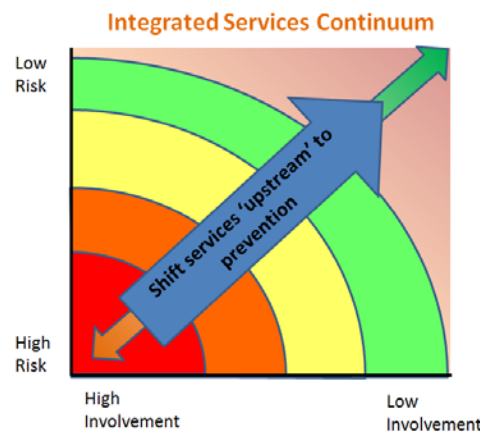 Integrated Services Continuum
Low
Risk
Shift services ‘upstream’ to
prevention
High
Risk
High
Involvement
Low
Involvement